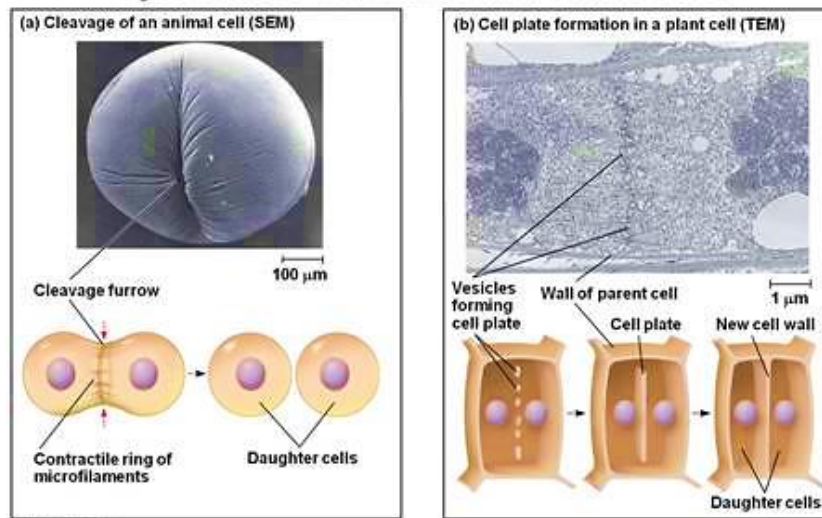 (a) Cleavage of an animal cell (SEM)
100 μm
Cleavage furrow
Contractile ring of
microfilaments
Daughter cells
(b) Cell plate formation in a plant cell (TEM)
Vesicles
forming
cell plate
Wall of parent cell
1 μm
Cell plate
New cell wall
Daughter cells